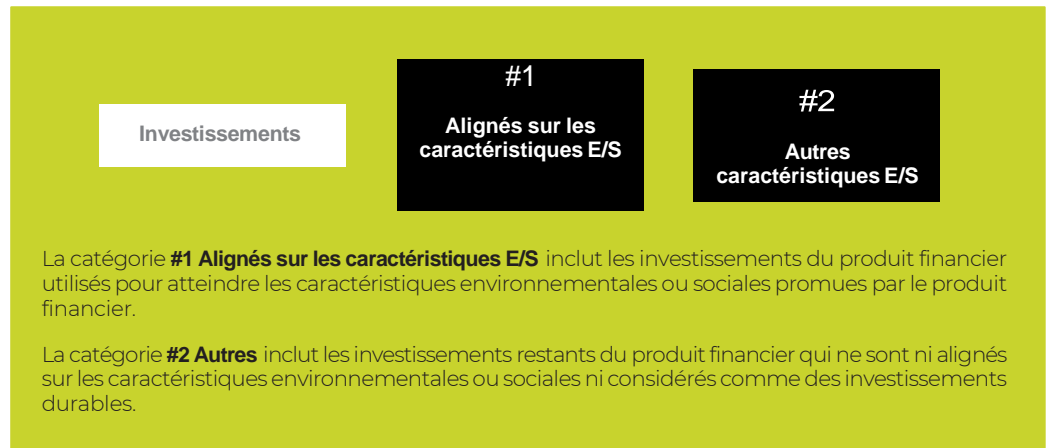 Investissements
#1
Alignés sur les
caractéristiques E/S
#2
Autres
caractéristiques E/S
La catégorie #1 Alignés sur les caractéristiques E/S inclut les investissements du produit financier
utilisés pour atteindre les caractéristiques environnementales ou sociales promues par le produit
financier.
La catégorie #2 Autres inclut les investissements restants du produit financier qui ne sont ni alignés
sur les caractéristiques environnementales ou sociales ni considérés comme des investissements
durables.